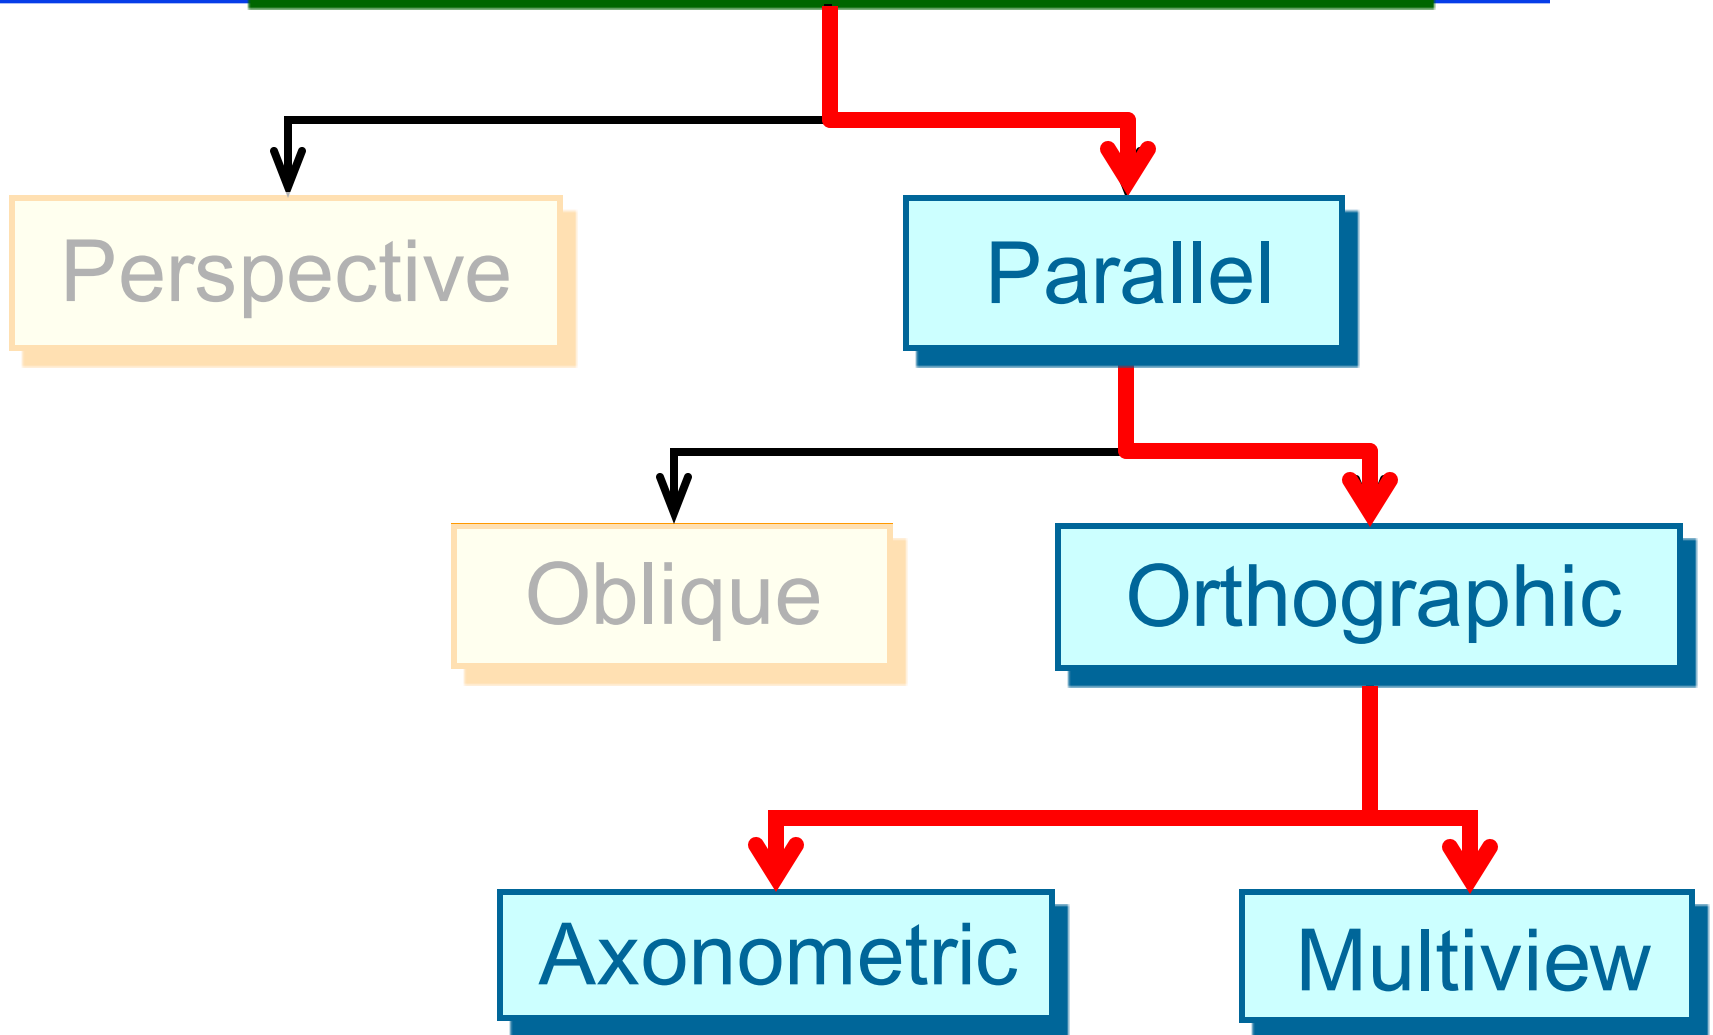 Perspective
Parallel
Oblique
Orthographic
Axonometric
Multiview